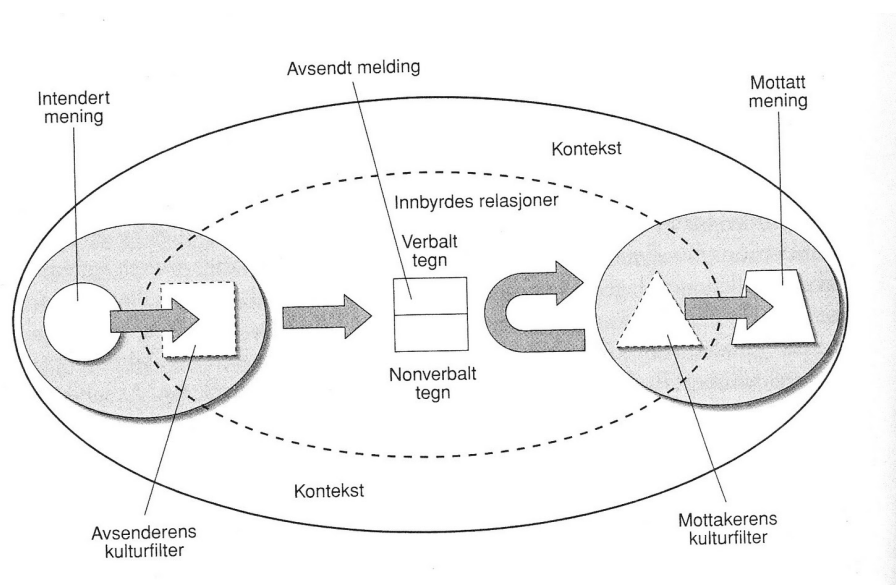 Avsendt melding
Intendert
mening
Mottatt
mening
Kontekst
Innbyrdes relasjoner
Verbalt
tegn
Nonverbalt
tegn
Kontekst
Avsenderens
kulturfilter
Mottakerens
kulturfilter